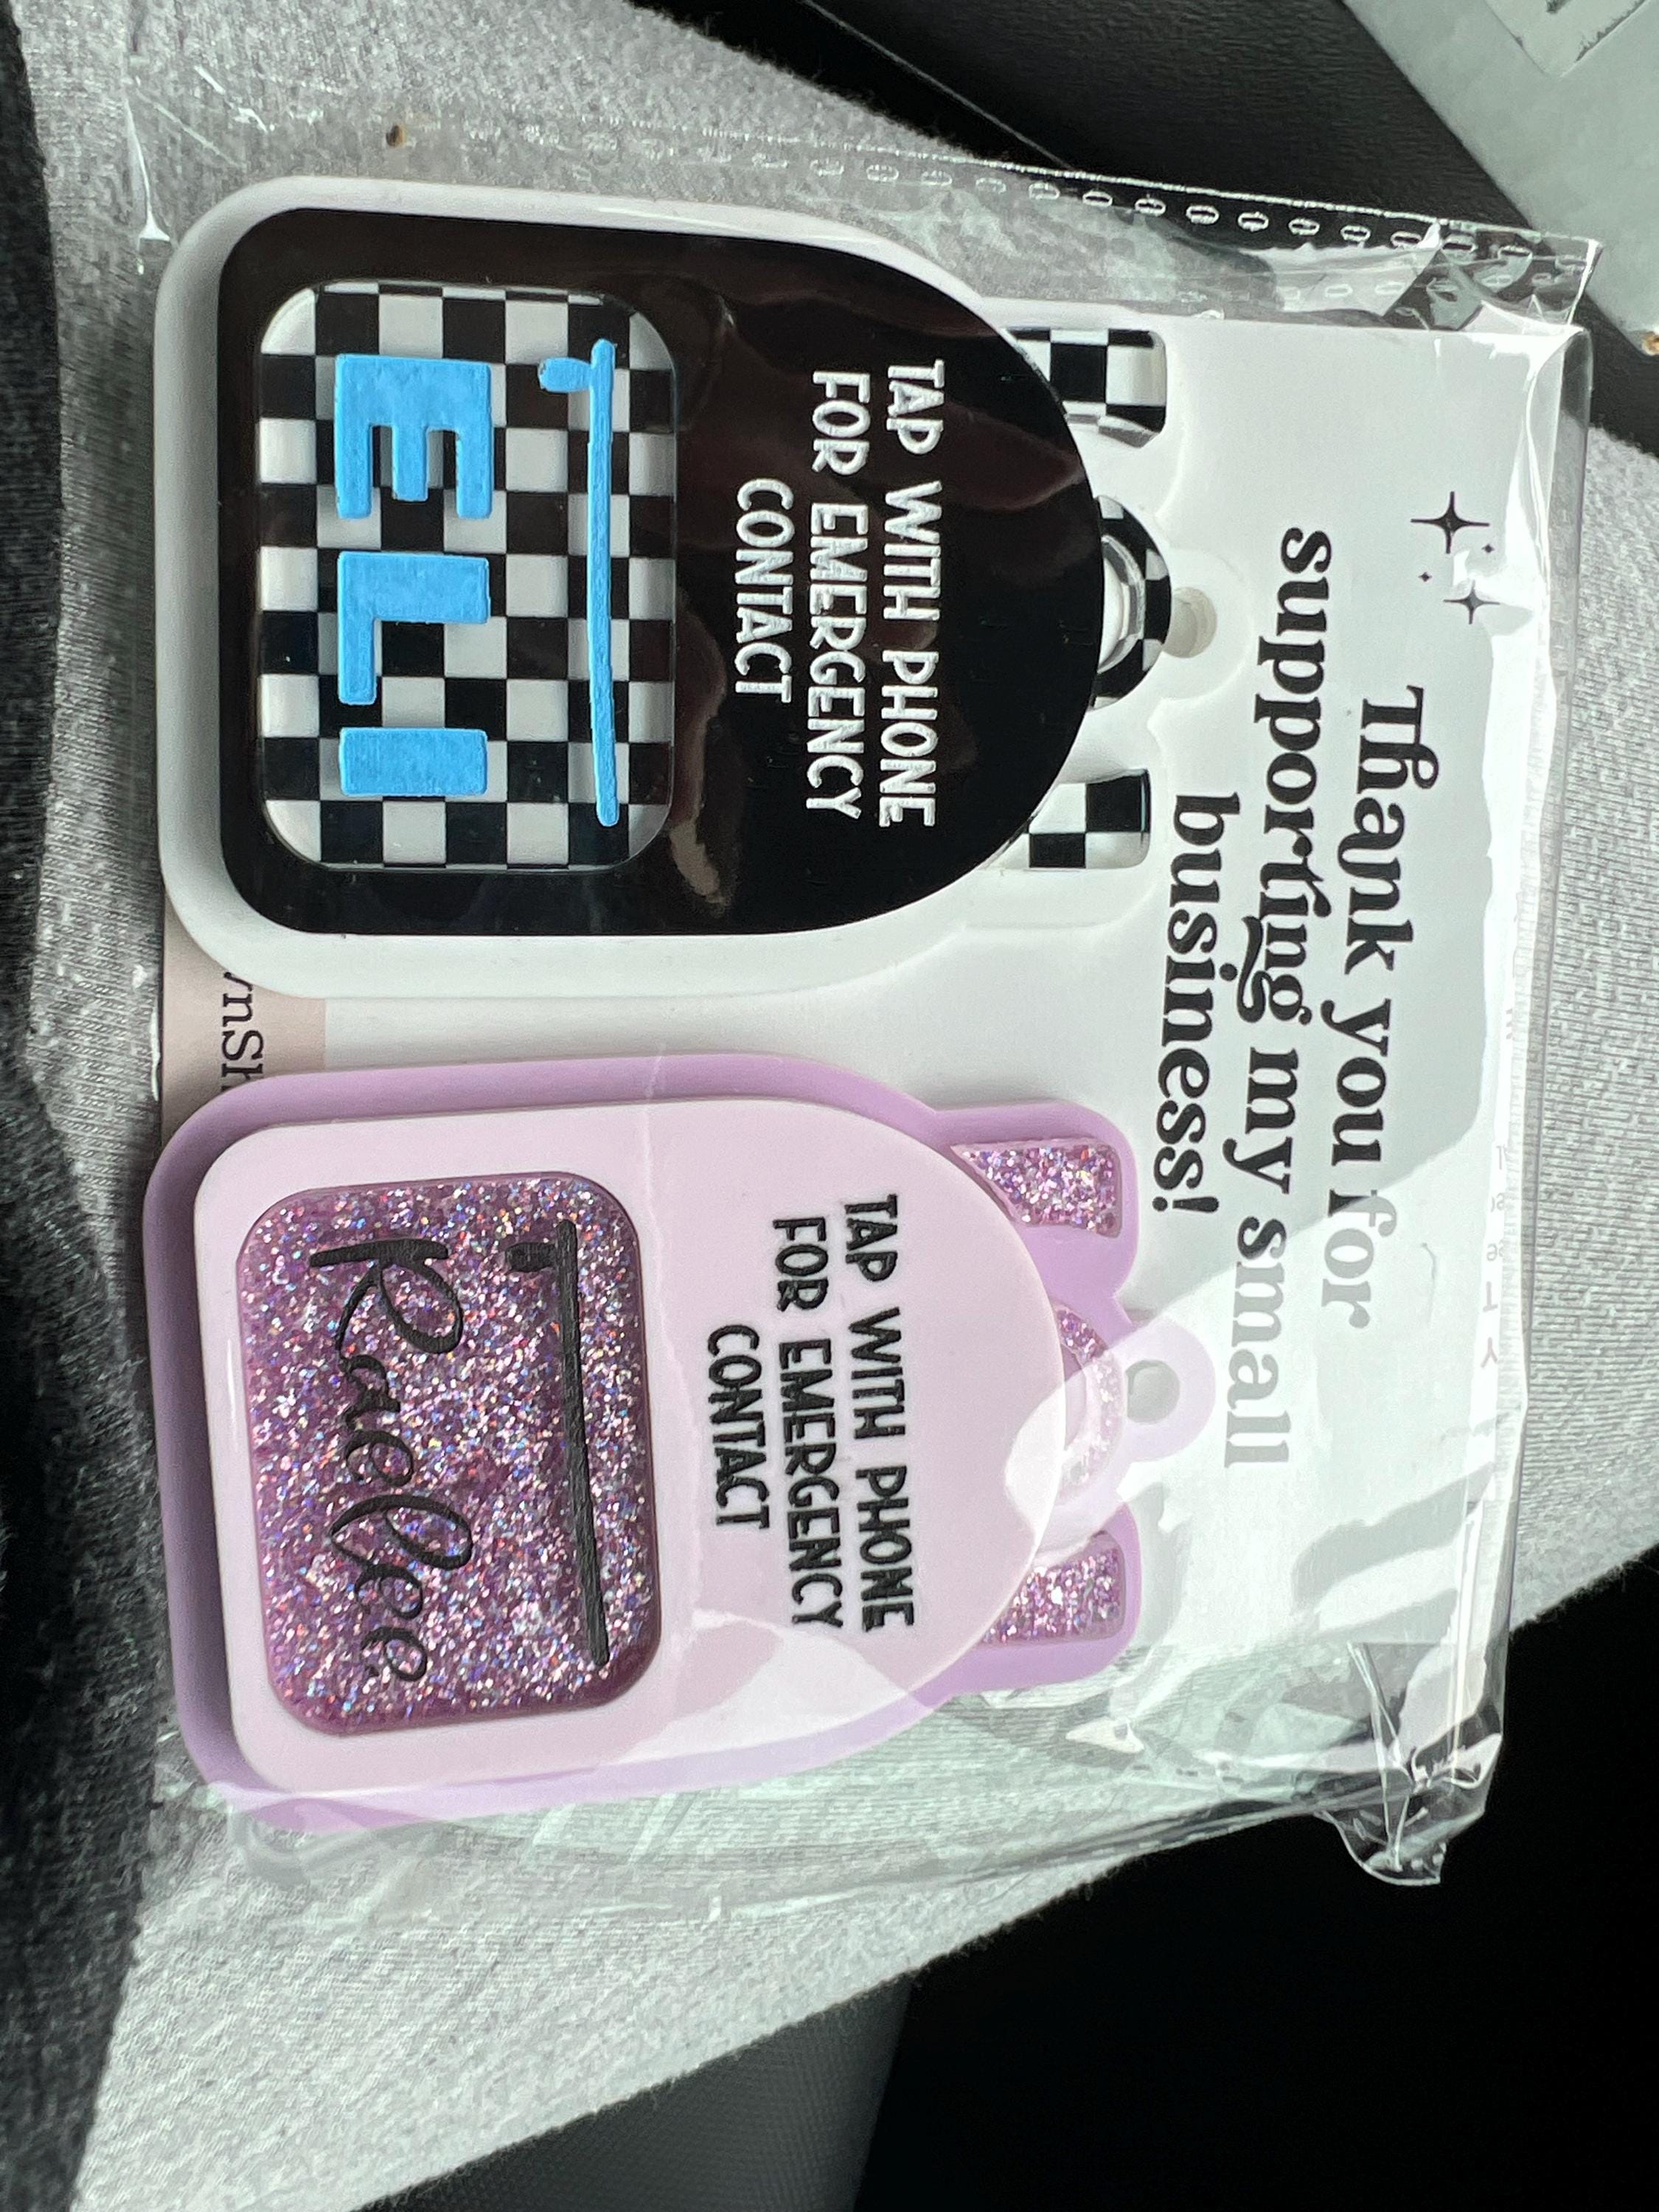 Thank you for
supporting my small
business!
TAP WITH PHONE
FOR EMERGENCY
CONTACT
ELI
TAP WITH PHONE
FOR EMERGENCY
CONTACT
Raelee